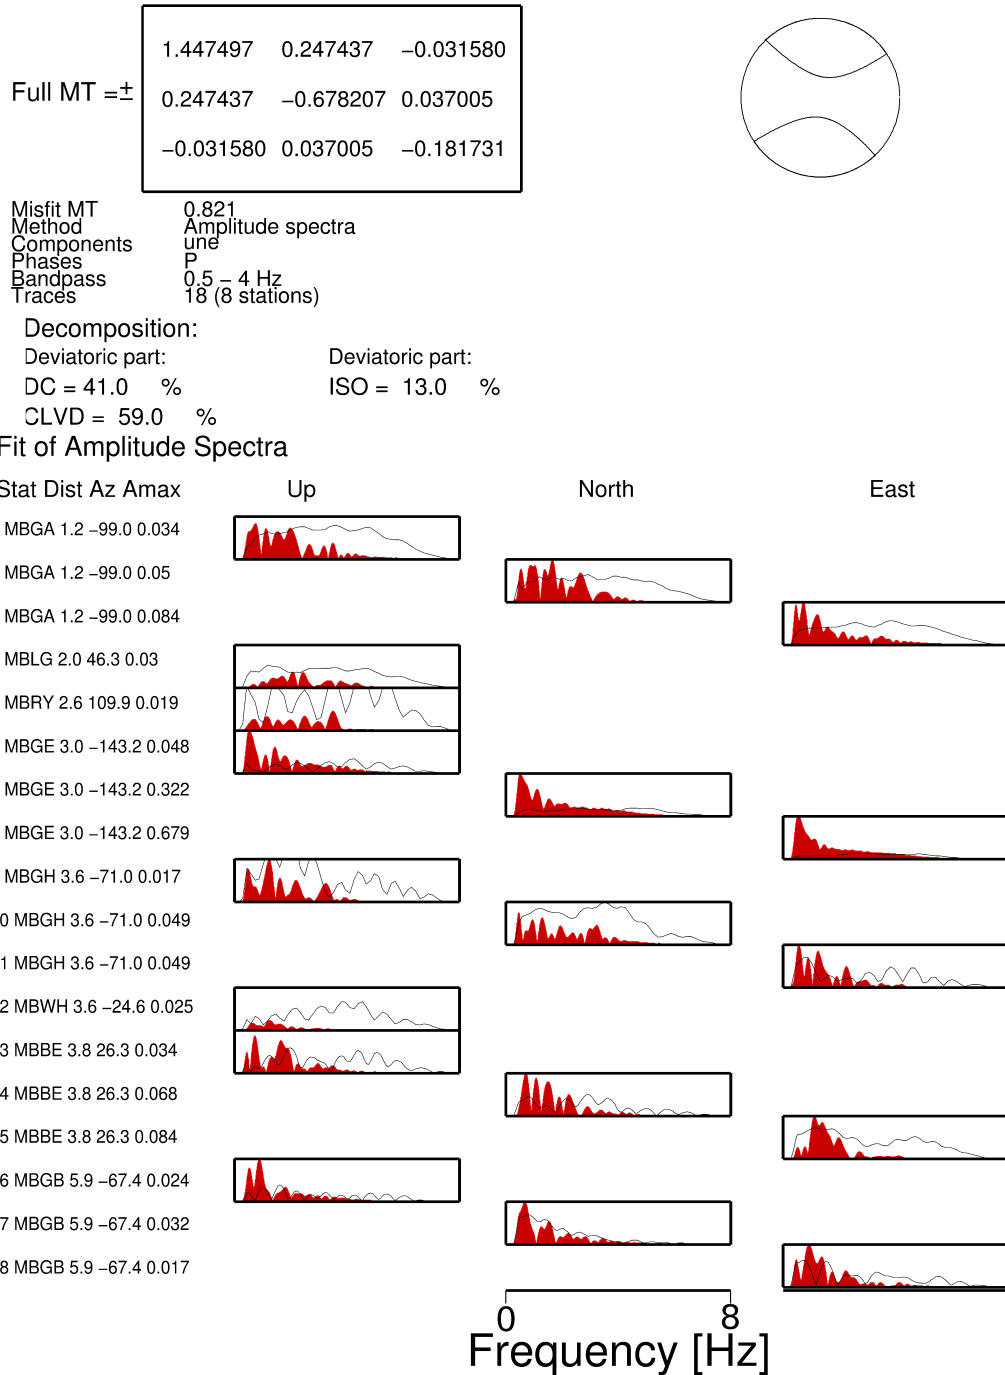 1.447497 0.247437 −0.031580
Full MT =±
0.247437 −0.678207 0.037005
−0.031580 0.037005 −0.181731
Misfit MT 0.821
Method Amplitude spectra
Components une
Phases P
Bandpass 0.5 − 4 Hz
Traces 18 (8 stations)
Decomposition:
Deviatoric part: Deviatoric part:
DC = 41.0 % ISO = 13.0 %
CLVD = 59.0 %
Fit of Amplitude Spectra
Stat Dist Az Amax Up North East
MBGA 1.2 −99.0 0.034
MBGA 1.2 −99.0 0.05
MBGA 1.2 −99.0 0.084
MBLG 2.0 46.3 0.03
MBRY 2.6 109.9 0.019
MBGE 3.0 −143.2 0.048
MBGE 3.0 −143.2 0.322
MBGE 3.0 −143.2 0.679
MBGH 3.6 −71.0 0.017
0 MBGH 3.6 −71.0 0.049
1 MBGH 3.6 −71.0 0.049
2 MBWH 3.6 −24.6 0.025
3 MBBE 3.8 26.3 0.034
4 MBBE 3.8 26.3 0.068
5 MBBE 3.8 26.3 0.084
6 MBGB 5.9 −67.4 0.024
7 MBGB 5.9 −67.4 0.032
8 MBGB 5.9 −67.4 0.017
0 8
Frequency [Hz]